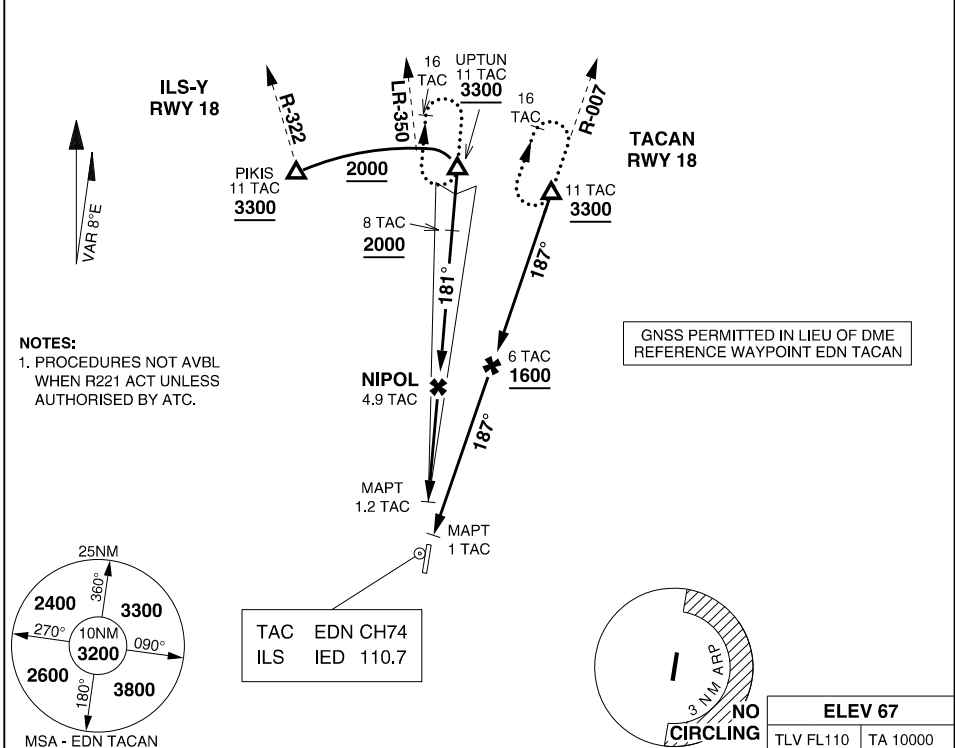 ILS-Y
RWY 18
R-322
LR-350
16
TAC
UPTUN
11 TAC
3300
16
TAC
R-007
TACAN
RWY 18
PIKIS
11 TAC
3300
2000
11 TAC
3300
8 TAC
2000
VAR 8°E
181°
187°
NOTES:
1. PROCEDURES NOT AVBL
WHEN R221 ACT UNLESS
AUTHORISED BY ATC.
GNSS PERMITTED IN LIEU OF DME
REFERENCE WAYPOINT EDN TACAN
NIPOL
4.9 TAC
6 TAC
1600
187°
MAPT
1.2 TAC
MAPT
1 TAC
25NM
360°
2400
3300
270°
10NM
3200
090°
2600
3800
180°
MSA - EDN TACAN
TAC EDN CH74
ILS IED 110.7
3 NM ARP
NO
CIRCLING
ELEV 67
TLV FL110
TA 10000